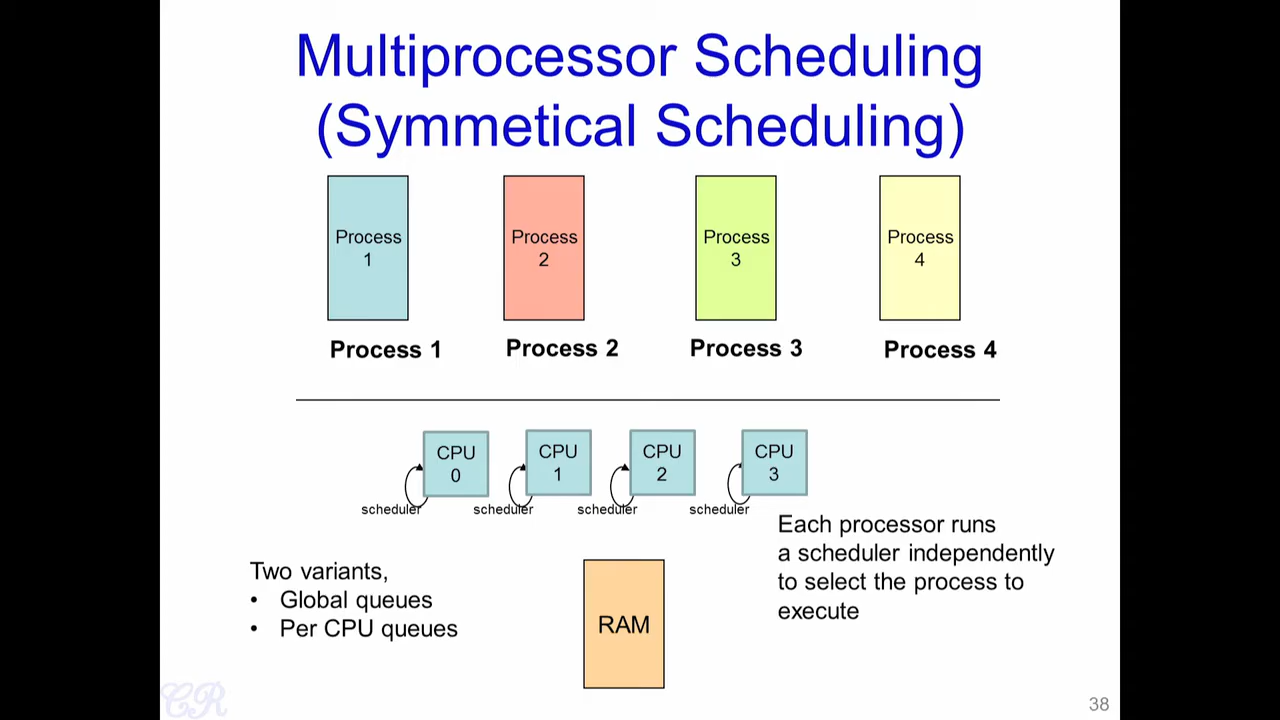 Multiprocessor Scheduling
(Symmetical Scheduling)
Process
1
Process
2
Process
3
Process
4
Process 1
Process 2
Process 3
Process 4
CPU
0
CPU
1
CPU
2
CPU
3
scheduler
scheduler
scheduler
scheduler
Each processor runs
a scheduler independently
to select the process to
execute
Two variants,
• Global queues
• Per CPU queues
RAM
CR
38